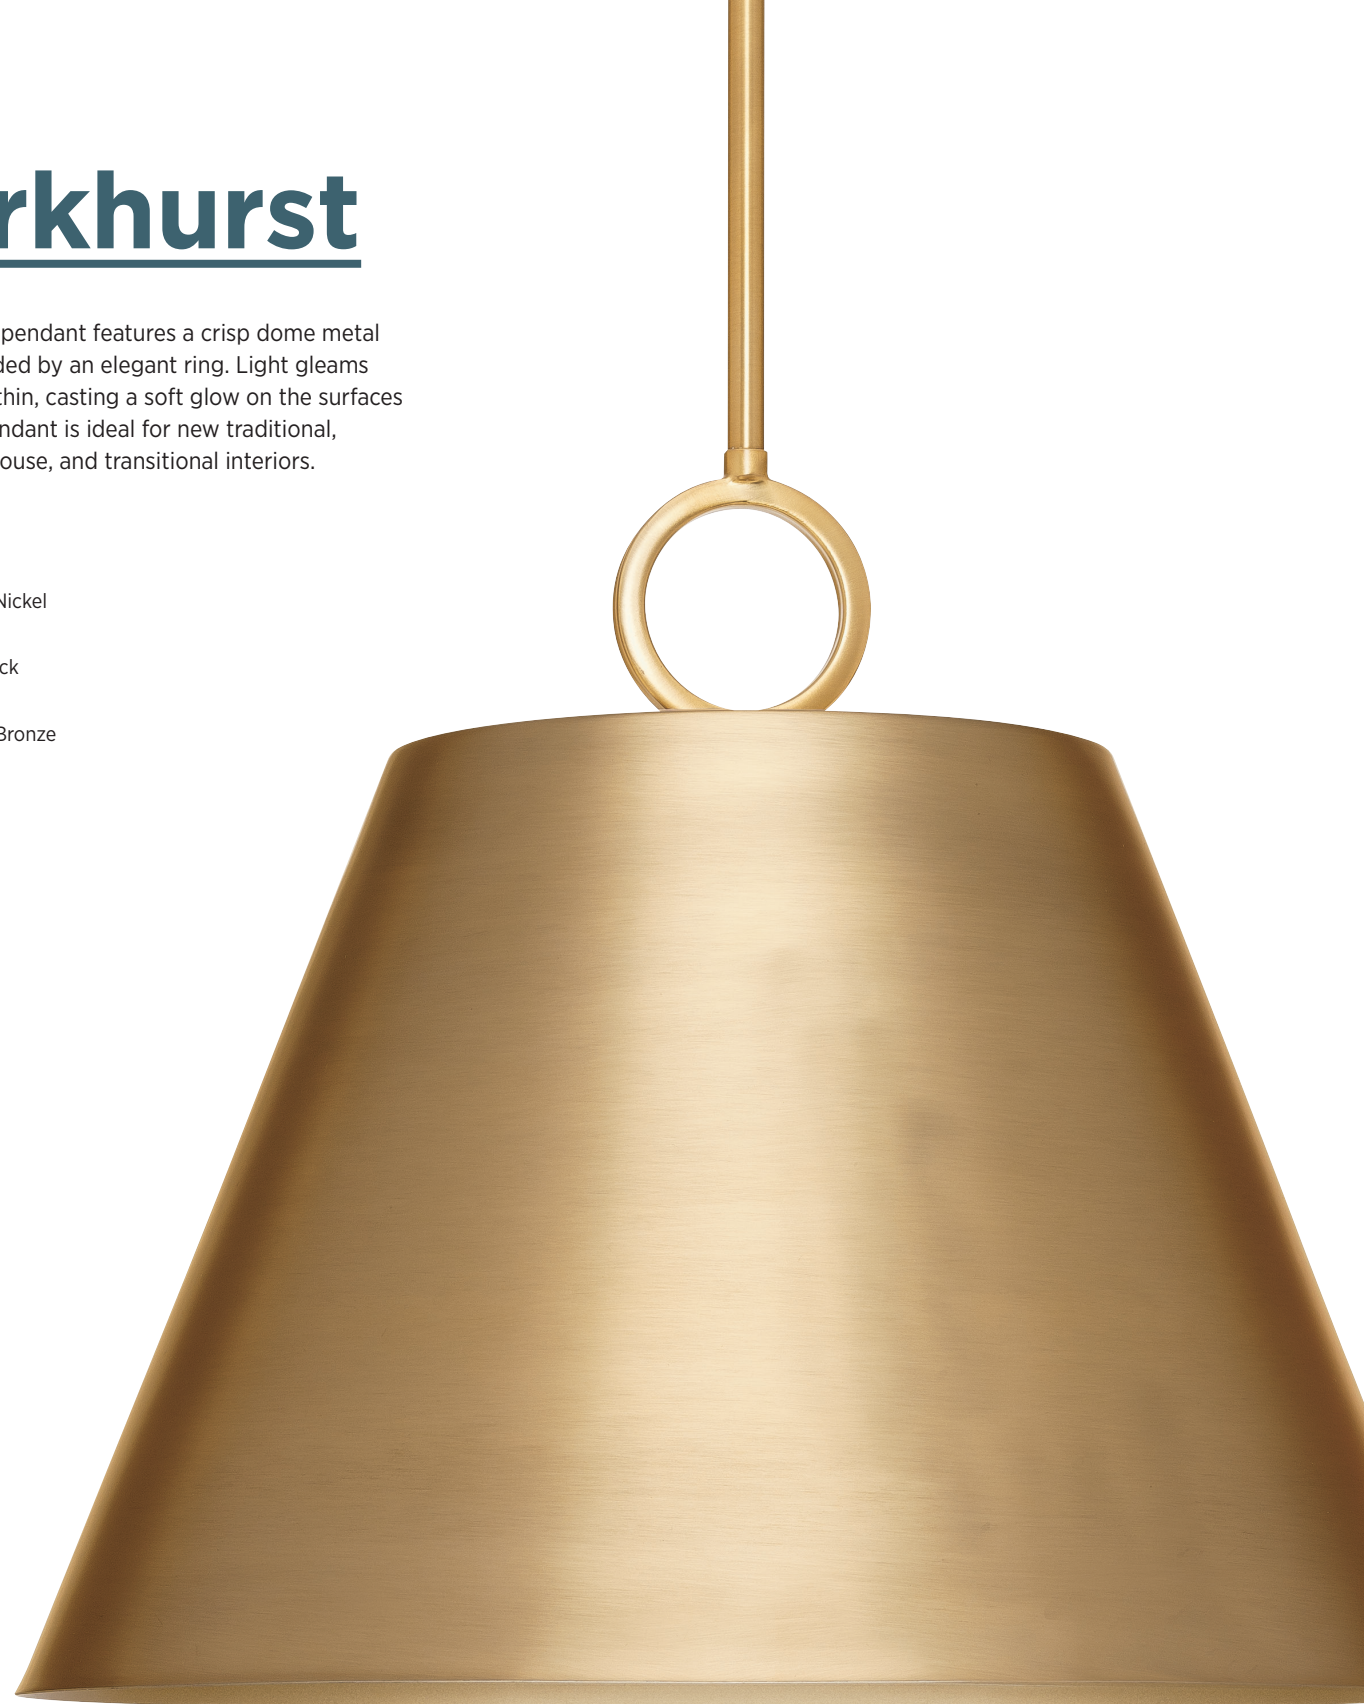 rkhurst
pendant features a crisp dome metal
ded by an elegant ring. Light gleams
thin, casting a soft glow on the surfaces
ndant is ideal for new traditional,
ouse, and transitional interiors.
Nickel
ck
Bronze